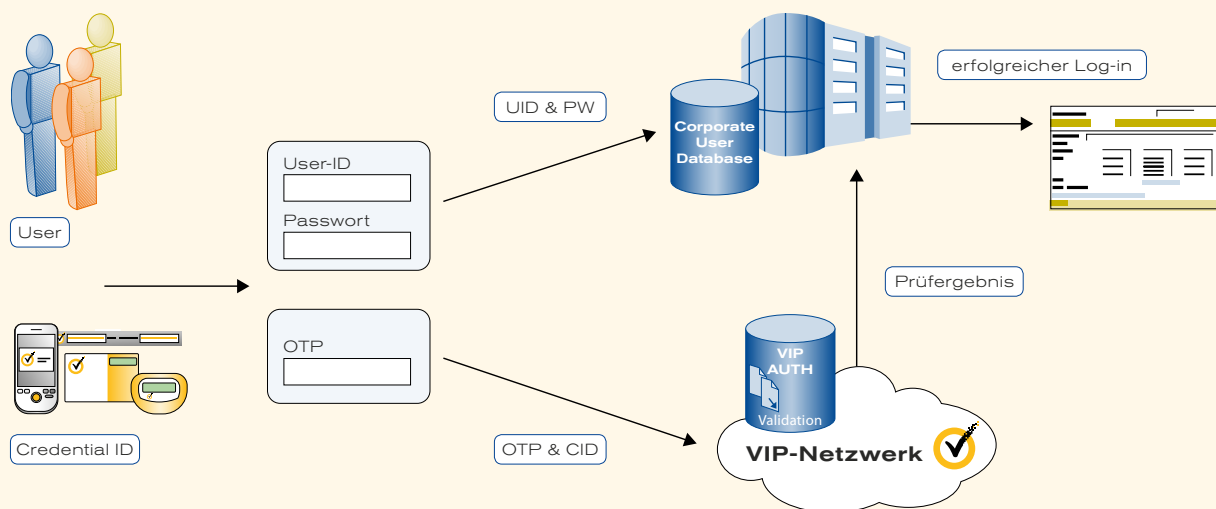 User
Credential ID
User-ID
Passwort
OTP
UID & PW
OTP & CID
Corporate
User
Database
erfolgreicher Log-in
Prüfergebnis
VIP
AUTH
Validation
VIP-Netzwerk